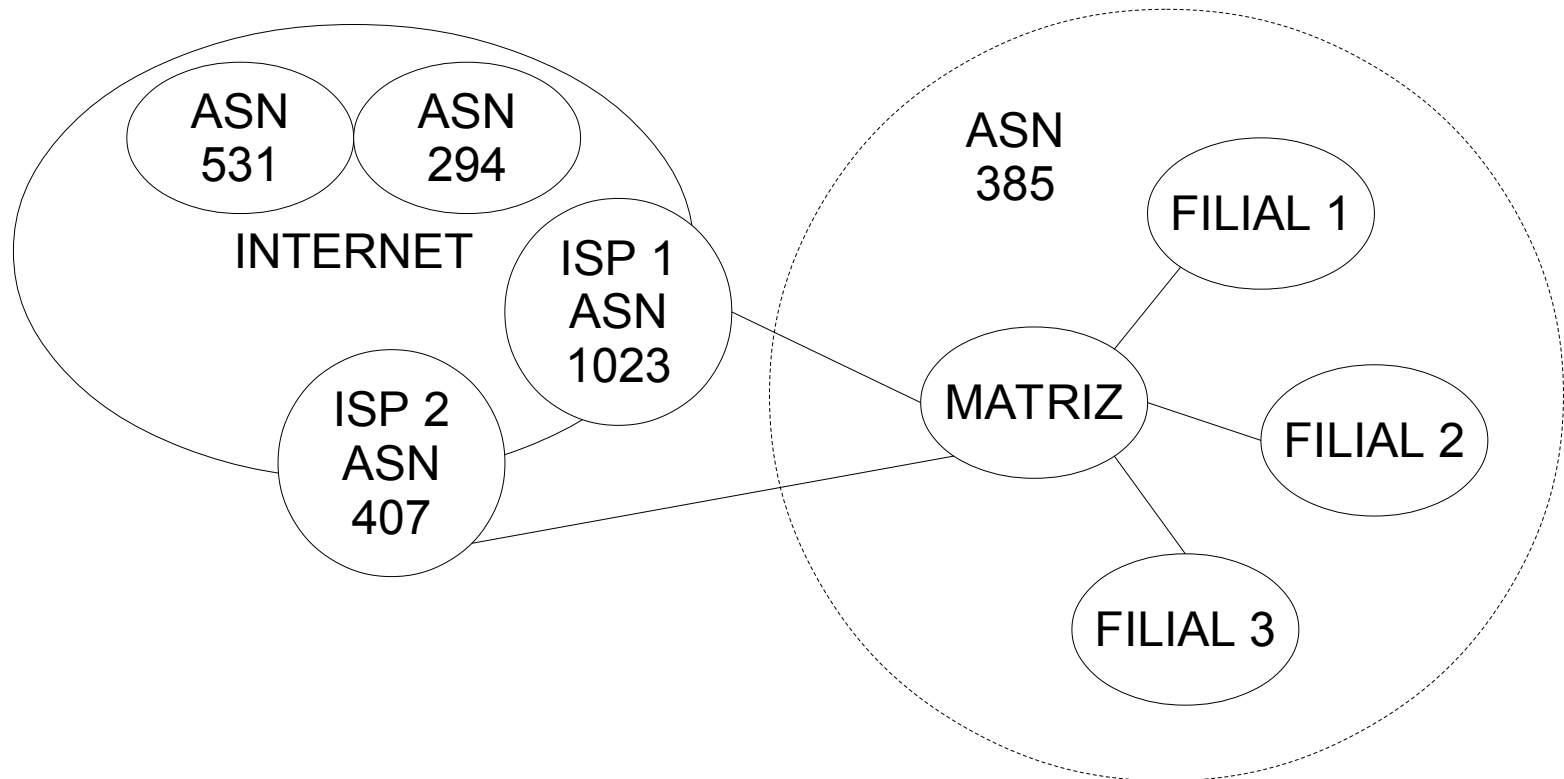 ASN
531
ASN
294
INTERNET
ISP 1
ASN
1023
ISP 2
ASN
407
ASN
385
FILIAL 1
MATRIZ
FILIAL 2
FILIAL 3